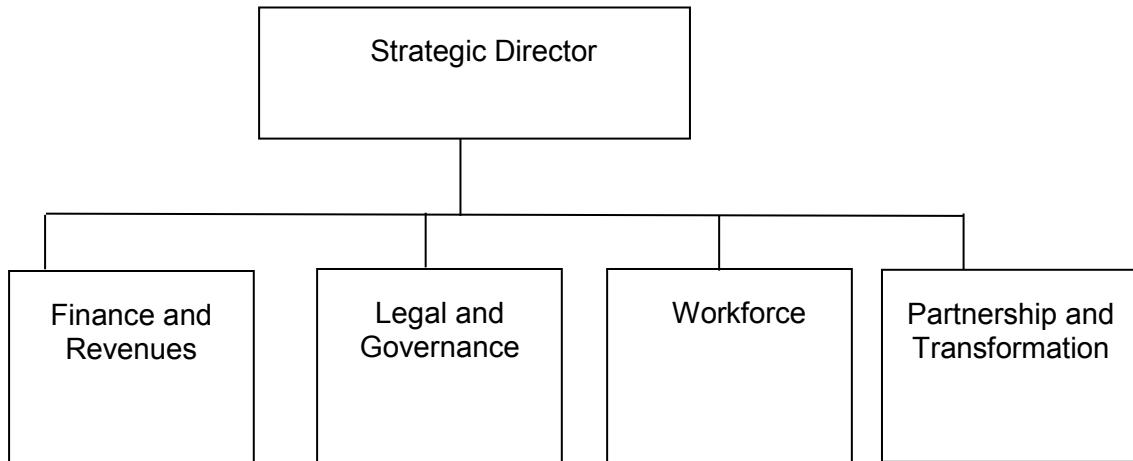 Strategic Director
Finance and
Revenues
Legal and
Governance
Workforce
Partnership and
Transformation